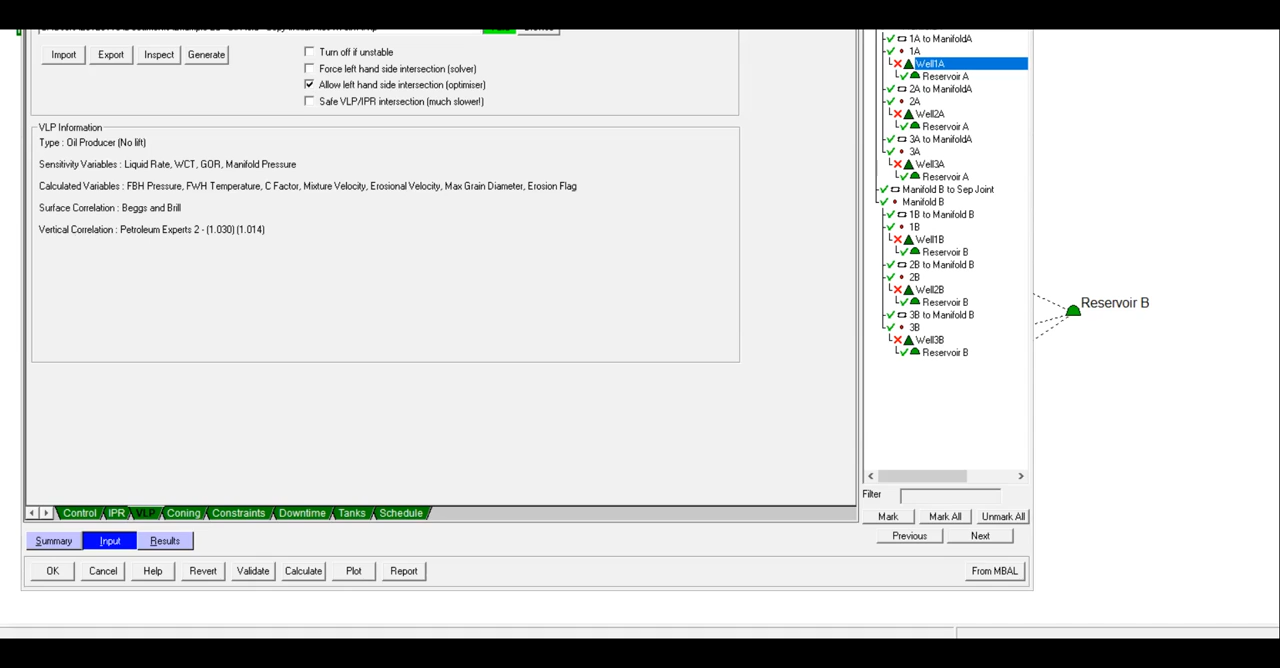 Import Export Inspect Generate
Turn off if unstable
Force left hand side intersection (solver)
Allow left hand side intersection (optimiser)
Safe VLP/IPR intersection (much slower!)
VLP Information
Type : Oil Producer (No lift)
Sensitivity Variables : Liquid Rate, WCT, GOR, Manifold Pressure
Calculated Variables : FBH Pressure, FWH Temperature, C Factor, Mixture Velocity, Erosional Velocity, Max Grain Diameter, Erosion Flag
Surface Correlation : Beggs and Brill
Vertical Correlation : Petroleum Experts 2 - (1.030) (1.014)
Control IPR VLP Coning Constraints Downtime Tanks Schedule
Summary Input Results
OK Cancel Help Revert Validate Calculate Plot Report
1A to ManifoldA
1A
Well1A
Reservoir A
2A to ManifoldA
2A
Well2A
Reservoir A
3A to ManifoldA
3A
Well3A
Reservoir A
Manifold B to Sep Joint
Manifold B
1B to Manifold B
1B
Well1B
Reservoir B
2B to Manifold B
2B
Well2B
Reservoir B
3B to Manifold B
3B
Well3B
Reservoir B
Filter
Mark Mark All Unmark All
Previous Next
From MBAL
Reservoir B